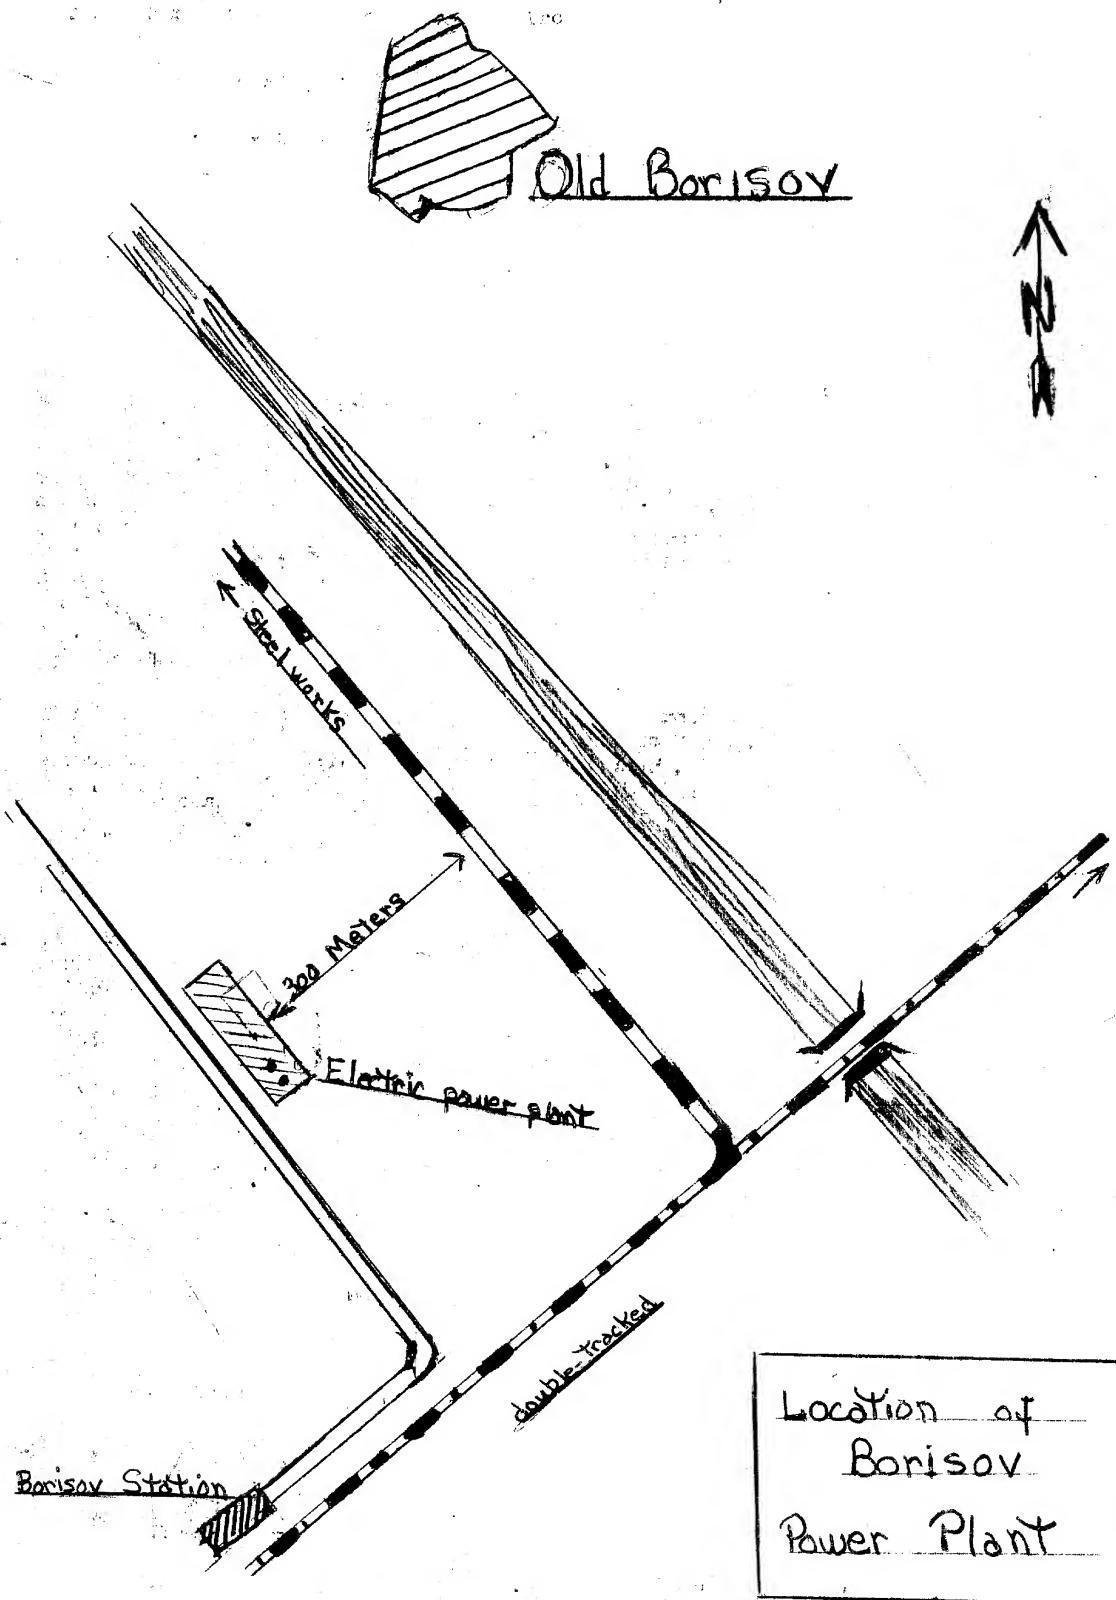 Old Borisov
N
Steel works
300 Meters
Electric power plant
double-tracked
Borisov Station
Location of
Borisov
Power Plant